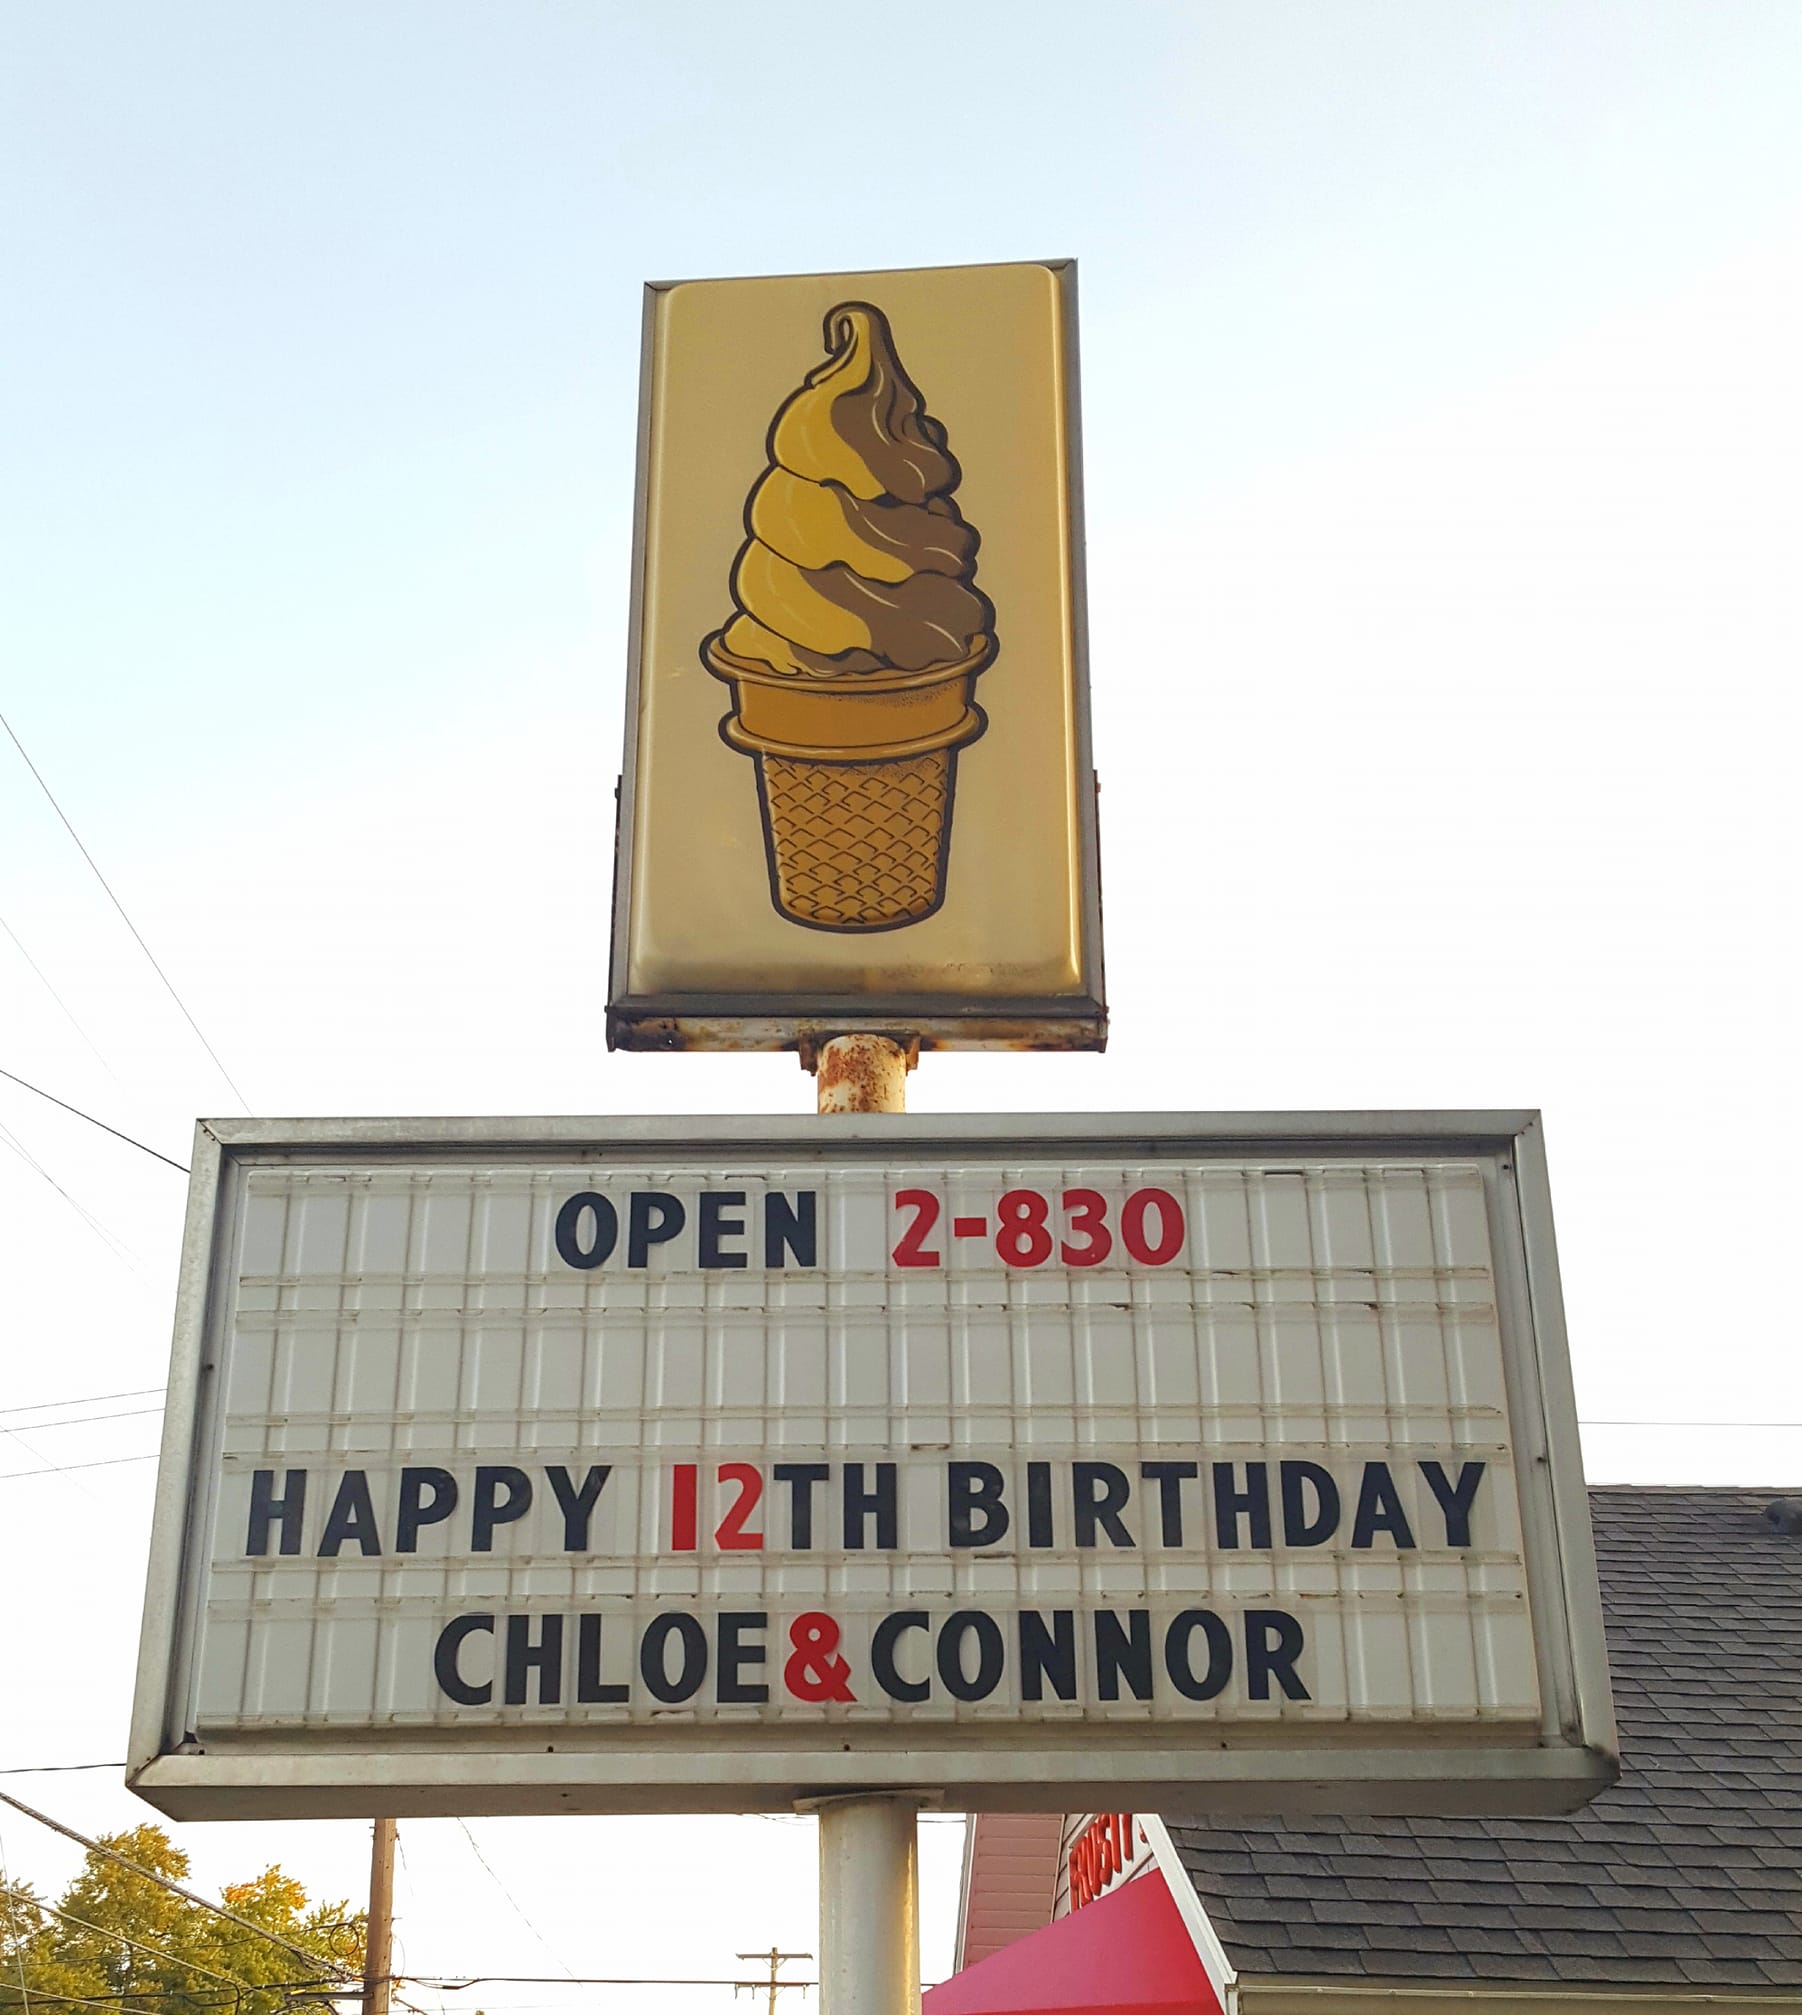 OPEN 2-830
HAPPY 12TH BIRTHDAY
CHLOE&CONNOR